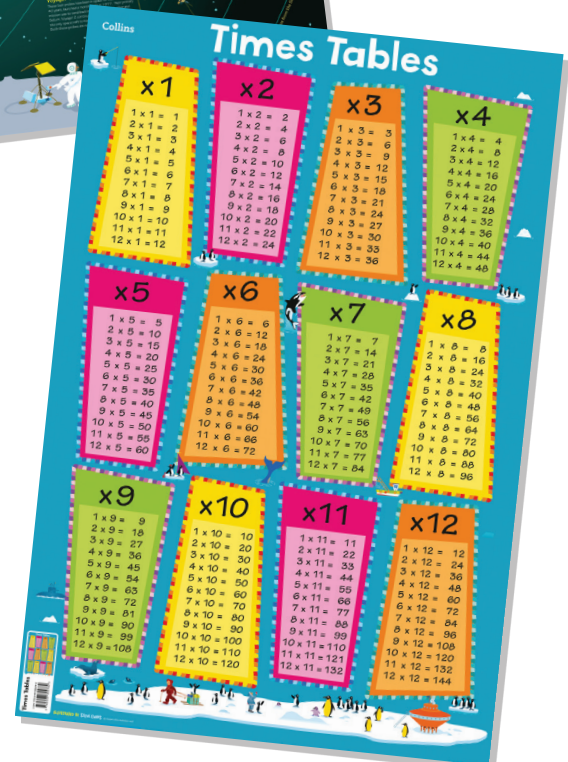 Collins
Times Tables
x1
1 x 1 = 1
2 x 1 = 2
3 x 1 = 3
4 x 1 = 4
5 x 1 = 5
6 x 1 = 6
7 x 1 = 7
8 x 1 = 8
9 x 1 = 9
10 x 1 = 10
11 x 1 = 11
12 x 1 = 12
x2
1 x 2 = 2
2 x 2 = 4
3 x 2 = 6
4 x 2 = 8
5 x 2 = 10
6 x 2 = 12
7 x 2 = 14
8 x 2 = 16
9 x 2 = 18
10 x 2 = 20
11 x 2 = 22
12 x 2 = 24
x3
1 x 3 = 3
2 x 3 = 6
3 x 3 = 9
4 x 3 = 12
5 x 3 = 15
6 x 3 = 18
7 x 3 = 21
8 x 3 = 24
9 x 3 = 27
10 x 3 = 30
11 x 3 = 33
12 x 3 = 36
x4
1 x 4 = 4
2 x 4 = 8
3 x 4 = 12
4 x 4 = 16
5 x 4 = 20
6 x 4 = 24
7 x 4 = 28
8 x 4 = 32
9 x 4 = 36
10 x 4 = 40
11 x 4 = 44
12 x 4 = 48
x5
1 x 5 = 5
2 x 5 = 10
3 x 5 = 15
4 x 5 = 20
5 x 5 = 25
6 x 5 = 30
7 x 5 = 35
8 x 5 = 40
9 x 5 = 45
10 x 5 = 50
11 x 5 = 55
12 x 5 = 60
x6
1 x 6 = 6
2 x 6 = 12
3 x 6 = 18
4 x 6 = 24
5 x 6 = 30
6 x 6 = 36
7 x 6 = 42
8 x 6 = 48
9 x 6 = 54
10 x 6 = 60
11 x 6 = 66
12 x 6 = 72
x7
1 x 7 = 7
2 x 7 = 14
3 x 7 = 21
4 x 7 = 28
5 x 7 = 35
6 x 7 = 42
7 x 7 = 49
8 x 7 = 56
9 x 7 = 63
10 x 7 = 70
11 x 7 = 77
12 x 7 = 84
x8
1 x 8 = 8
2 x 8 = 16
3 x 8 = 24
4 x 8 = 32
5 x 8 = 40
6 x 8 = 48
7 x 8 = 56
8 x 8 = 64
9 x 8 = 72
10 x 8 = 80
11 x 8 = 88
12 x 8 = 96
x9
1 x 9 = 9
2 x 9 = 18
3 x 9 = 27
4 x 9 = 36
5 x 9 = 45
6 x 9 = 54
7 x 9 = 63
8 x 9 = 72
9 x 9 = 81
10 x 9 = 90
11 x 9 = 99
12 x 9 = 108
x10
1 x 10 = 10
2 x 10 = 20
3 x 10 = 30
4 x 10 = 40
5 x 10 = 50
6 x 10 = 60
7 x 10 = 70
8 x 10 = 80
9 x 10 = 90
10 x 10 = 100
11 x 10 = 110
12 x 10 = 120
x11
1 x 11 = 11
2 x 11 = 22
3 x 11 = 33
4 x 11 = 44
5 x 11 = 55
6 x 11 = 66
7 x 11 = 77
8 x 11 = 88
9 x 11 = 99
10 x 11 = 110
11 x 11 = 121
12 x 11 = 132
x12
1 x 12 = 12
2 x 12 = 24
3 x 12 = 36
4 x 12 = 48
5 x 12 = 60
6 x 12 = 72
7 x 12 = 84
8 x 12 = 96
9 x 12 = 108
10 x 12 = 120
11 x 12 = 132
12 x 12 = 144
Times Tables